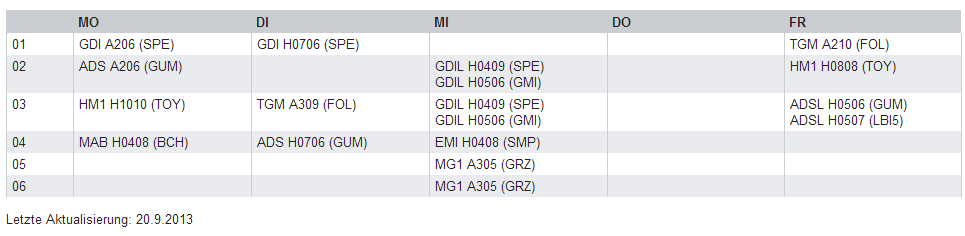 MO DI MI DO FR
01 GDI A206 (SPE) GDI H0706 (SPE) TGM A210 (FOL)
02 ADS A206 (GUM) GDIL H0409 (SPE) HM1 H0808 (TOY)
GDIL H0506 (GMI)
03 HM1 H1010 (TOY) TGM A309 (FOL) GDIL H0409 (SPE) ADSL H0506 (GUM)
GDIL H0506 (GMI) ADSL H0507 (LBI5)
04 MAB H0408 (BCH) ADS H0706 (GUM) EMI H0408 (SMP)
05 MG1 A305 (GRZ)
06 MG1 A305 (GRZ)
Letzte Aktualisierung: 20.9.2013